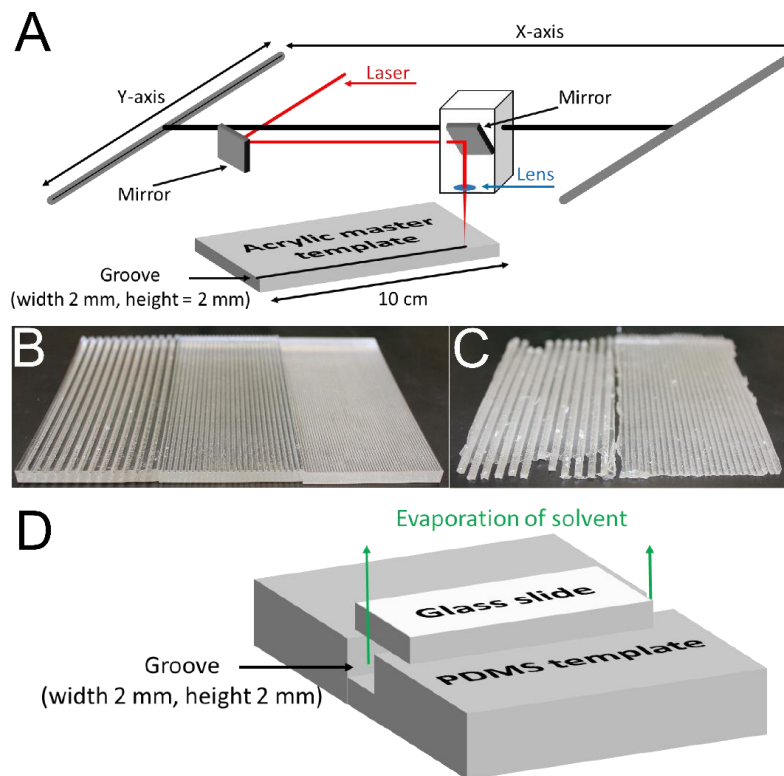 A
X-axis
Y-axis
Laser
Mirror
Mirror
Lens
Acrylic master
template
Groove
(width 2 mm, height = 2 mm)
10 cm
B
C
D
Evaporation of solvent
Glass slide
PDMS template
Groove
(width 2 mm, height 2 mm)